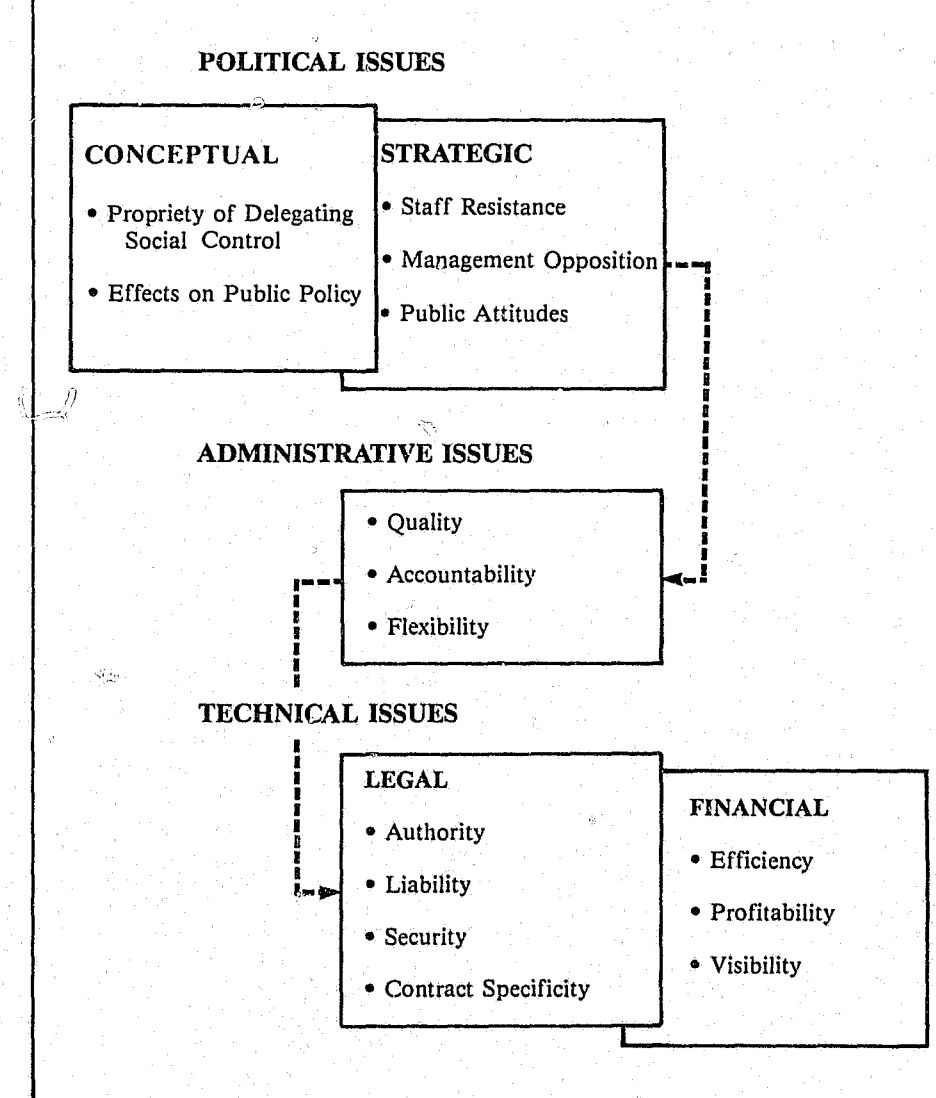 POLITICAL ISSUES
CONCEPTUAL
• Propriety of Delegating
Social Control
• Effects on Public Policy
STRATEGIC
• Staff Resistance
• Management Opposition
• Public Attitudes
ADMINISTRATIVE ISSUES
• Quality
• Accountability
• Flexibility
TECHNICAL ISSUES
LEGAL
• Authority
• Liability
• Security
• Contract Specificity
FINANCIAL
• Efficiency
• Profitability
• Visibility